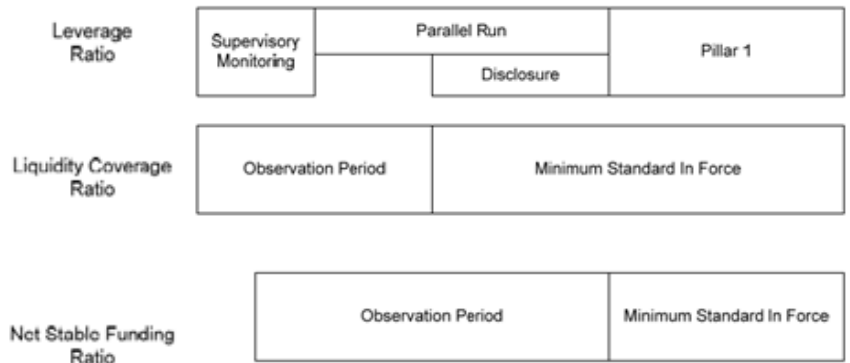 Leverage
Ratio
Supervisory
Monitoring
Parallel Run
Disclosure
Pillar 1
Liquidity Coverage
Ratio
Observation Period
Minimum Standard In Force
Net Stable Funding
Ratio
Observation Period
Minimum Standard In Force